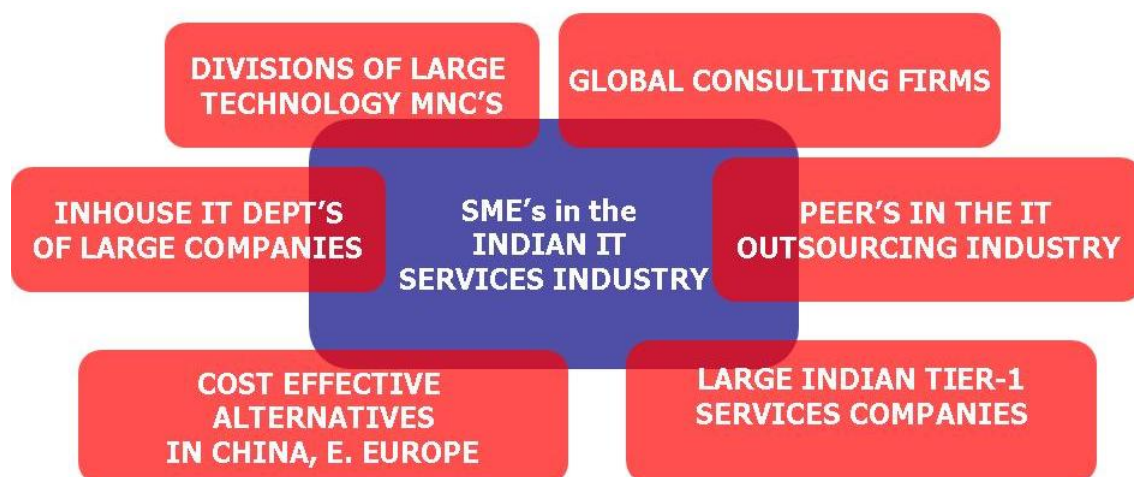 DIVISIONS OF LARGE
TECHNOLOGY MNC'S
GLOBAL CONSULTING FIRMS
INHOUSE IT DEPT'S
OF LARGE COMPANIES
SME's in the
INDIAN IT
SERVICES INDUSTRY
PEER'S IN THE IT
OUTSOURCING INDUSTRY
COST EFFECTIVE
ALTERNATIVES
IN CHINA, E. EUROPE
LARGE INDIAN TIER-1
SERVICES COMPANIES